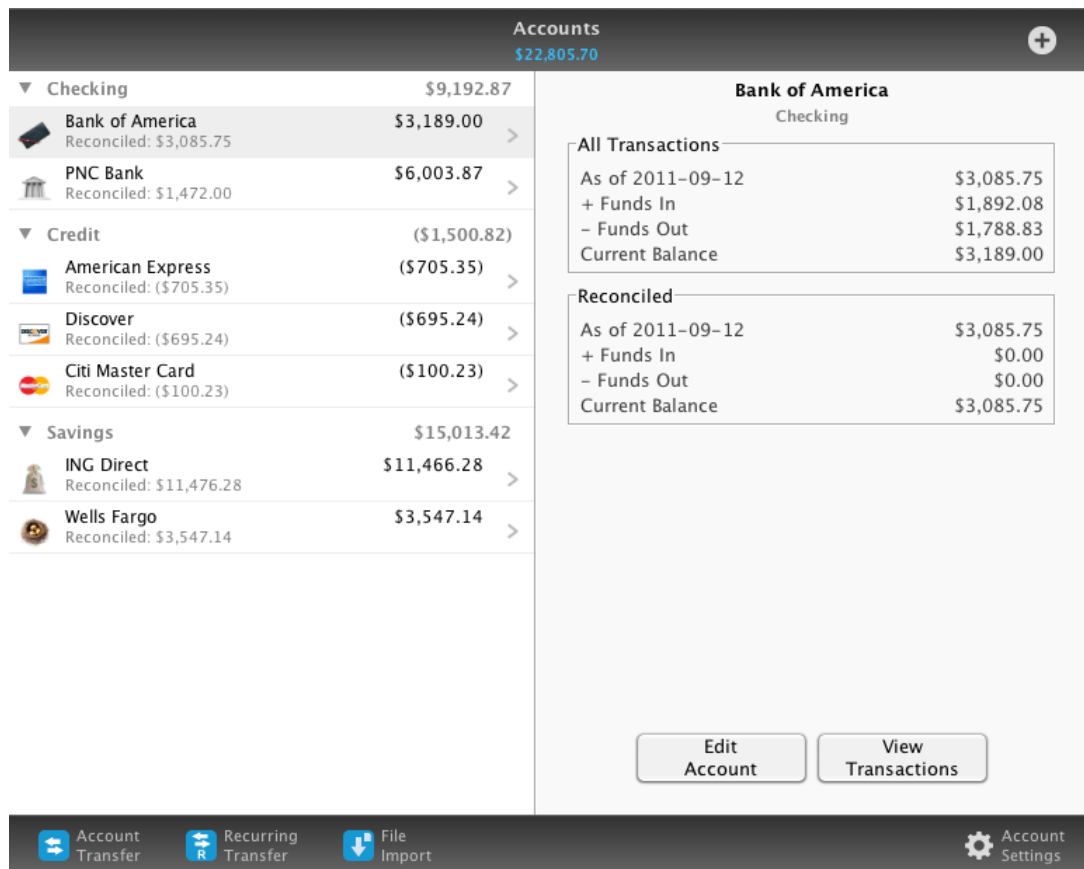 Accounts
$22,805.70
Checking $9,192.87
Bank of America $3,189.00
Reconciled: $3,085.75
PNC Bank $6,003.87
Reconciled: $1,472.00
Credit ($1,500.82)
American Express ($705.35)
Reconciled: ($705.35)
Discover ($695.24)
Reconciled: ($695.24)
Citi Master Card ($100.23)
Reconciled: ($100.23)
Savings $15,013.42
ING Direct $11,466.28
Reconciled: $11,476.28
Wells Fargo $3,547.14
Reconciled: $3,547.14
Bank of America
Checking
All Transactions
As of 2011-09-12 $3,085.75
+ Funds In $1,892.08
- Funds Out $1,788.83
Current Balance $3,189.00
Reconciled
As of 2011-09-12 $3,085.75
+ Funds In $0.00
- Funds Out $0.00
Current Balance $3,085.75
Edit
Account
View
Transactions
Account
Transfer
R
Recurring
Transfer
File
Import
Account
Settings